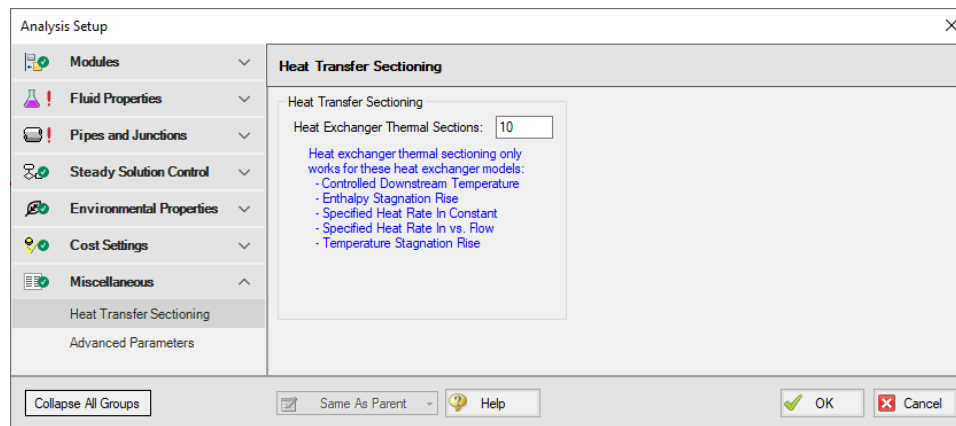 Analysis Setup
Modules
Fluid Properties
Pipes and Junctions
Steady Solution Control
Environmental Properties
Cost Settings
Miscellaneous
Heat Transfer Sectioning
Advanced Parameters
Heat Transfer Sectioning
Heat Transfer Sectioning
Heat Exchanger Thermal Sections: 10
Heat exchanger thermal sectioning only
works for these heat exchanger models:
- Controlled Downstream Temperature
- Enthalpy Stagnation Rise
- Specified Heat Rate In Constant
- Specified Heat Rate In vs. Flow
- Temperature Stagnation Rise
Collapse All Groups
Same As Parent
Help
OK
Cancel